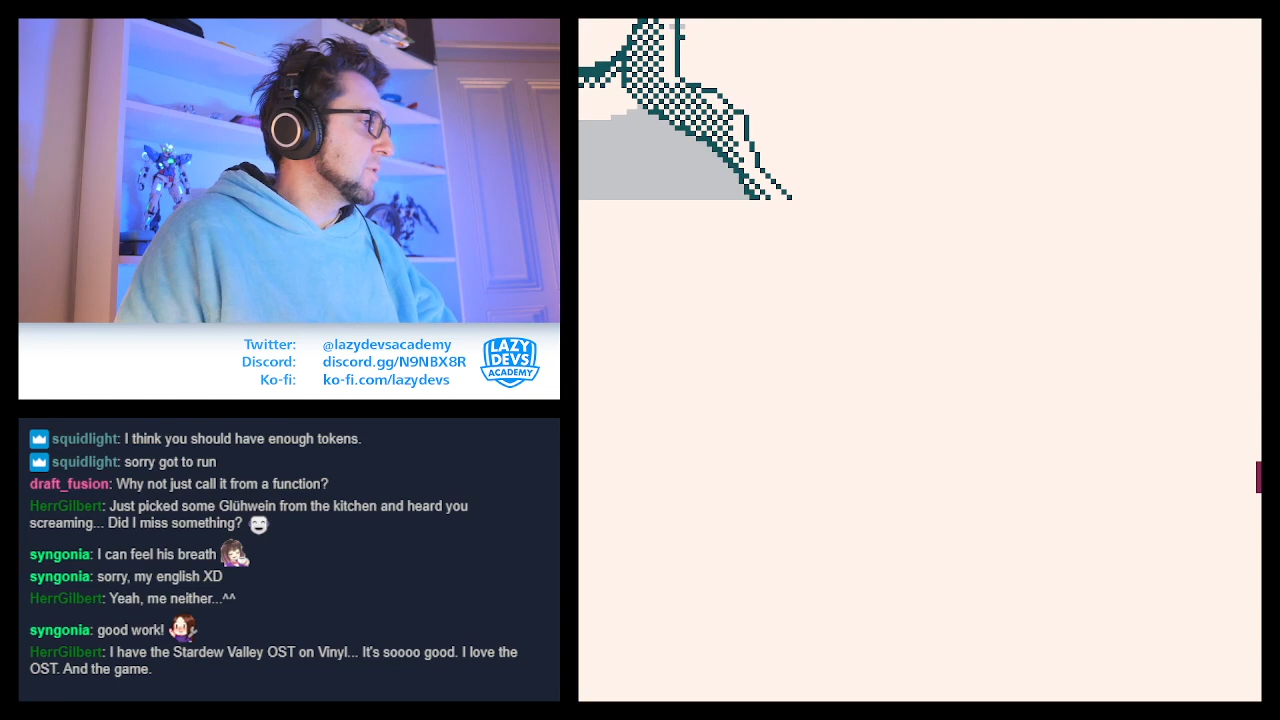 Twitter: @lazydevsacademy
Discord: discord.gg/N9NBX8R
Ko-fi: ko-fi.com/lazydevs
LAZY
DEVS
ACADEMY
squidlight: I think you should have enough tokens.
squidlight: sorry got to run
draft_fusion: Why not just call it from a function?
HerrGilbert: Just picked some Glühwein from the kitchen and heard you
screaming... Did I miss something?
syngonia: I can feel his breath
syngonia: sorry, my english XD
HerrGilbert: Yeah, me neither...^^
syngonia: good work!
HerrGilbert: I have the Stardew Valley OST on Vinyl... It's soooo good. I love the
OST. And the game.